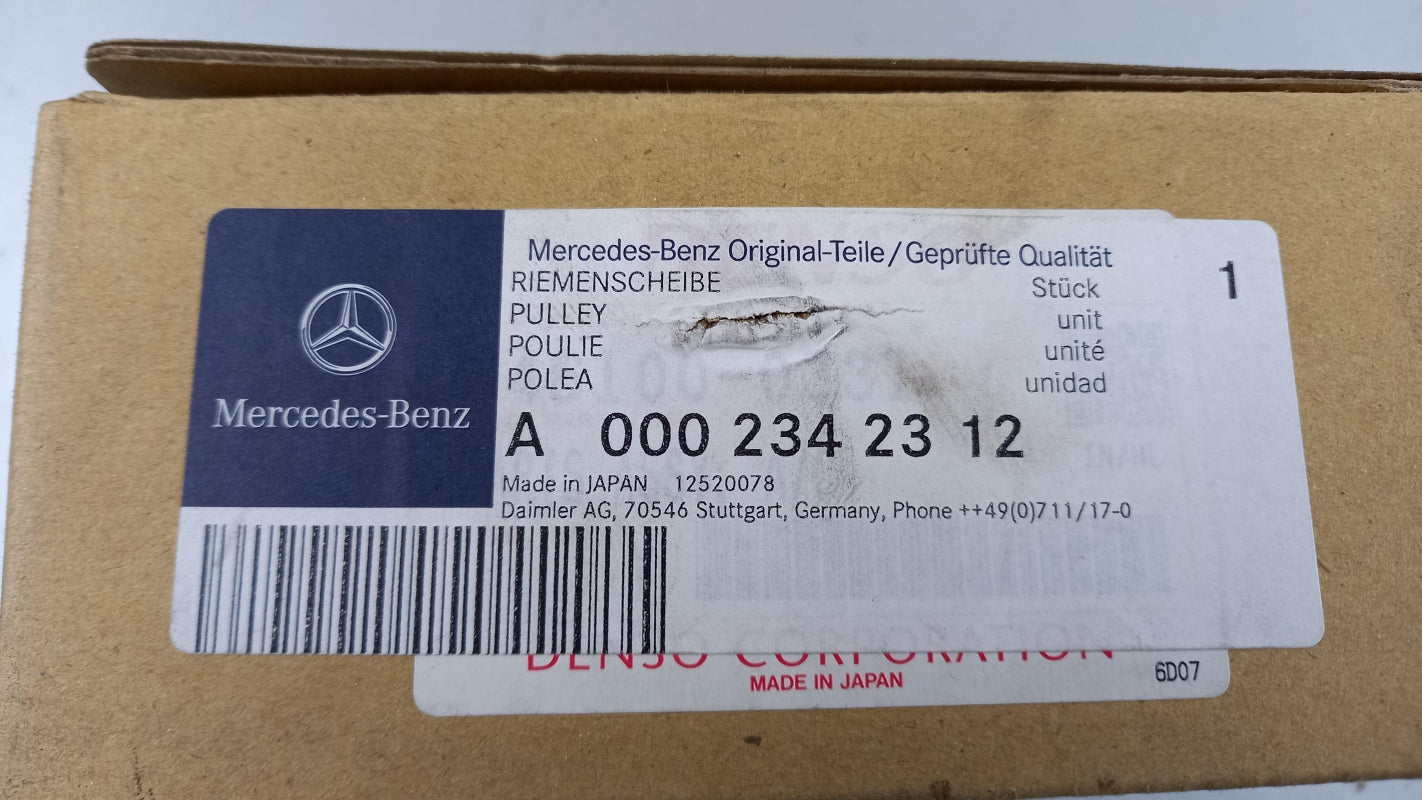 Mercedes-Benz
Mercedes-Benz Original-Teile/Geprüfte Qualität
RIEMENSCHEIBE Stück 1
PULLEY unit
POULIE unité
POLEA unidad
A 000 234 23 12
Made in JAPAN 12520078
Daimler AG, 70546 Stuttgart, Germany, Phone ++49(0)711/17-0
DENSO CORPORATION
MADE IN JAPAN
6D07